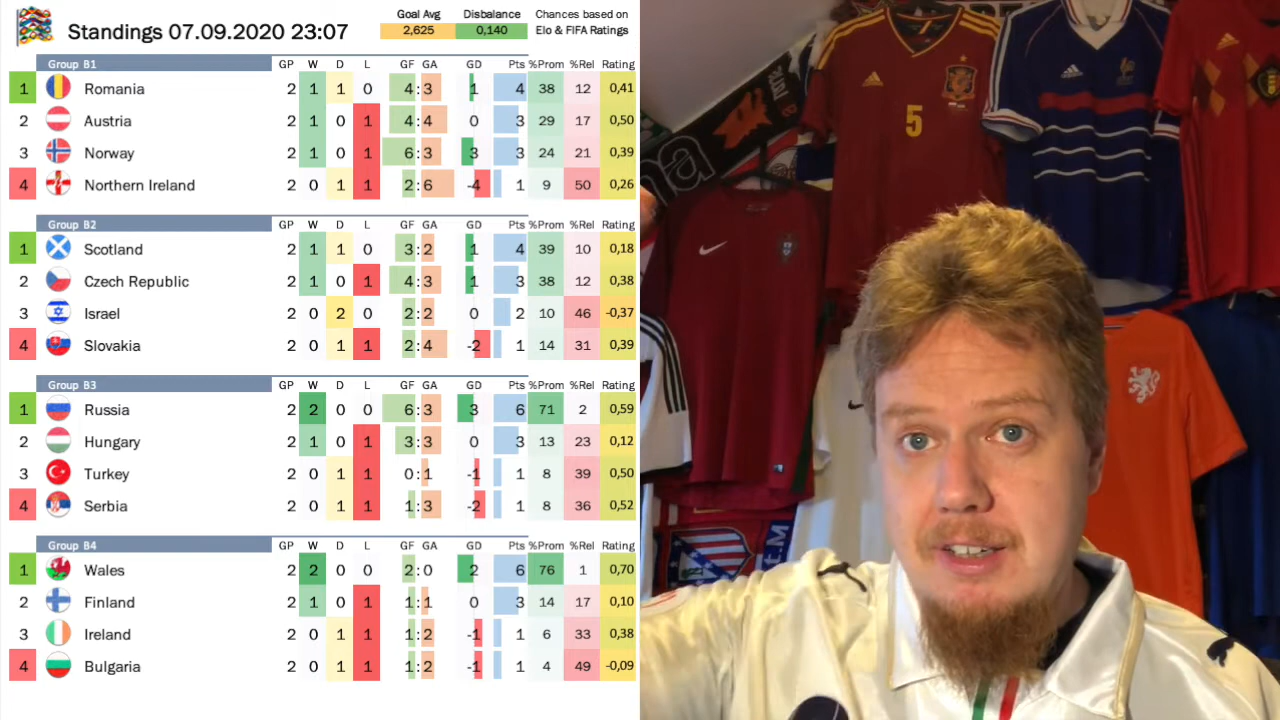 Standings 07.09.2020 23:07
Goal Avg Disbalance Chances based on
2,625 0,140 Elo & FIFA Ratings
Group B1 GP W D L GF GA GD Pts %Prom %Rel Rating
1 Romania 2 1 1 0 4:3 1 4 38 12 0,41
2 Austria 2 1 0 1 4:4 0 3 29 17 0,50
3 Norway 2 1 0 1 6:3 3 3 24 21 0,39
4 Northern Ireland 2 0 1 1 2:6 -4 1 9 50 0,26
Group B2 GP W D L GF GA GD Pts %Prom %Rel Rating
1 Scotland 2 1 1 0 3:2 1 4 39 10 0,18
2 Czech Republic 2 1 0 1 4:3 1 3 38 12 0,38
3 Israel 2 0 2 0 2:2 0 2 10 46 -0,37
4 Slovakia 2 0 1 1 2:4 -2 1 14 31 0,39
Group B3 GP W D L GF GA GD Pts %Prom %Rel Rating
1 Russia 2 2 0 0 6:3 3 6 71 2 0,59
2 Hungary 2 1 0 1 3:3 0 3 13 23 0,12
3 Turkey 2 0 1 1 0:1 -1 1 8 39 0,50
4 Serbia 2 0 1 1 1:3 -2 1 8 36 0,52
Group B4 GP W D L GF GA GD Pts %Prom %Rel Rating
1 Wales 2 2 0 0 2:0 2 6 76 1 0,70
2 Finland 2 1 0 1 1:1 0 3 14 17 0,10
3 Ireland 2 0 1 1 1:2 -1 1 6 33 0,38
4 Bulgaria 2 0 1 1 1:2 -1 1 4 49 -0,09
5